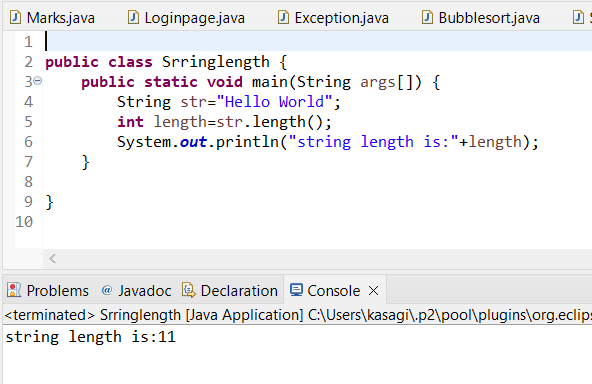 Marks.java Loginpage.java Exception.java Bubblesort.java
1
2 public class Srringlength {
3 public static void main(String args[]) {
4 String str="Hello World";
5 int length=str.length();
6 System.out.println("string length is:"+length);
7 }
8
9 }
10
Problems @ Javadoc Declaration Console
<terminated> Srringlength [Java Application] C:\Users\kasagi\.p2\pool\plugins\org.eclips
string length is:11